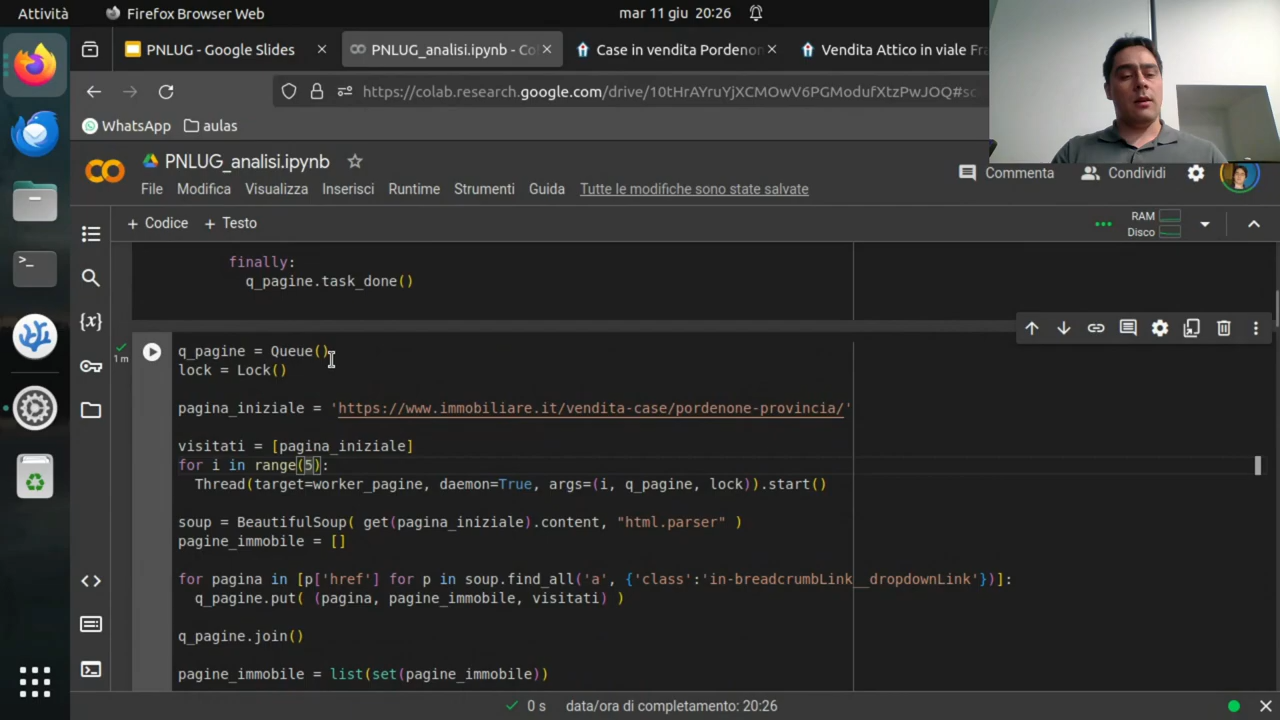 Attività
Firefox Browser Web
mar 11 giu 20:26
PNLUG - Google Slides
PNLUG_analisi.ipynb - Co
Case in vendita Pordenon
Vendita Attico in viale Fra
https://colab.research.google.com/drive/10tHrAYruYjXCMOwV6PGModufXtzPwJOQ#sc
WhatsApp
aulas
PNLUG_analisi.ipynb
File
Modifica
Visualizza
Inserisci
Runtime
Strumenti
Guida
Tutte le modifiche sono state salvate
Commenta
Condividi
+ Codice
+ Testo
RAM
Disco
finally:
q_pagine.task_done()
1m
q_pagine = Queue()
lock = Lock()
pagina_iniziale = 'https://www.immobiliare.it/vendita-case/pordenone-provincia/'
visitati = [pagina_iniziale]
for i in range(5):
Thread(target=worker_pagine, daemon=True, args=(i, q_pagine, lock)).start()
soup = BeautifulSoup( get(pagina_iniziale).content, "html.parser" )
pagine_immobile = []
for pagina in [p['href'] for p in soup.find_all('a', {'class':'in-breadcrumbLink__dropdownLink'})]:
q_pagine.put( (pagina, pagine_immobile, visitati) )
q_pagine.join()
pagine_immobile = list(set(pagine_immobile))
0 s
data/ora di completamento: 20:26